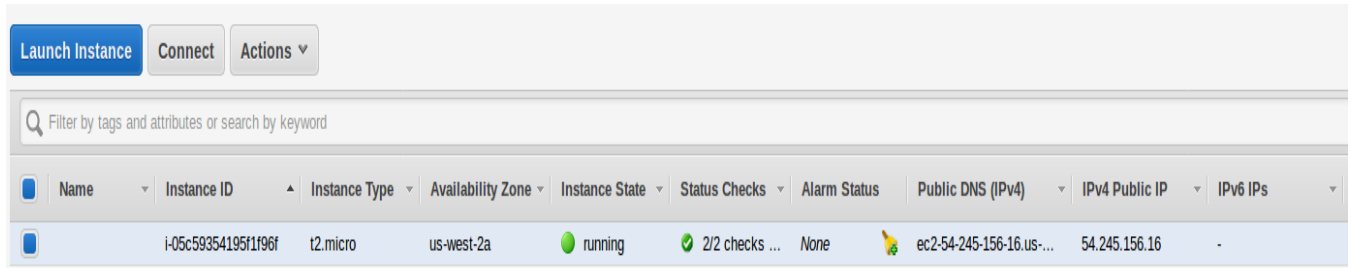 Launch Instance Connect Actions
Filter by tags and attributes or search by keyword
Name Instance ID Instance Type Availability Zone Instance State Status Checks Alarm Status Public DNS (IPv4) IPv4 Public IP IPv6 IPs
i-05c59354195f1f96f t2.micro us-west-2a running 2/2 checks ... None ec2-54-245-156-16.us-... 54.245.156.16 -